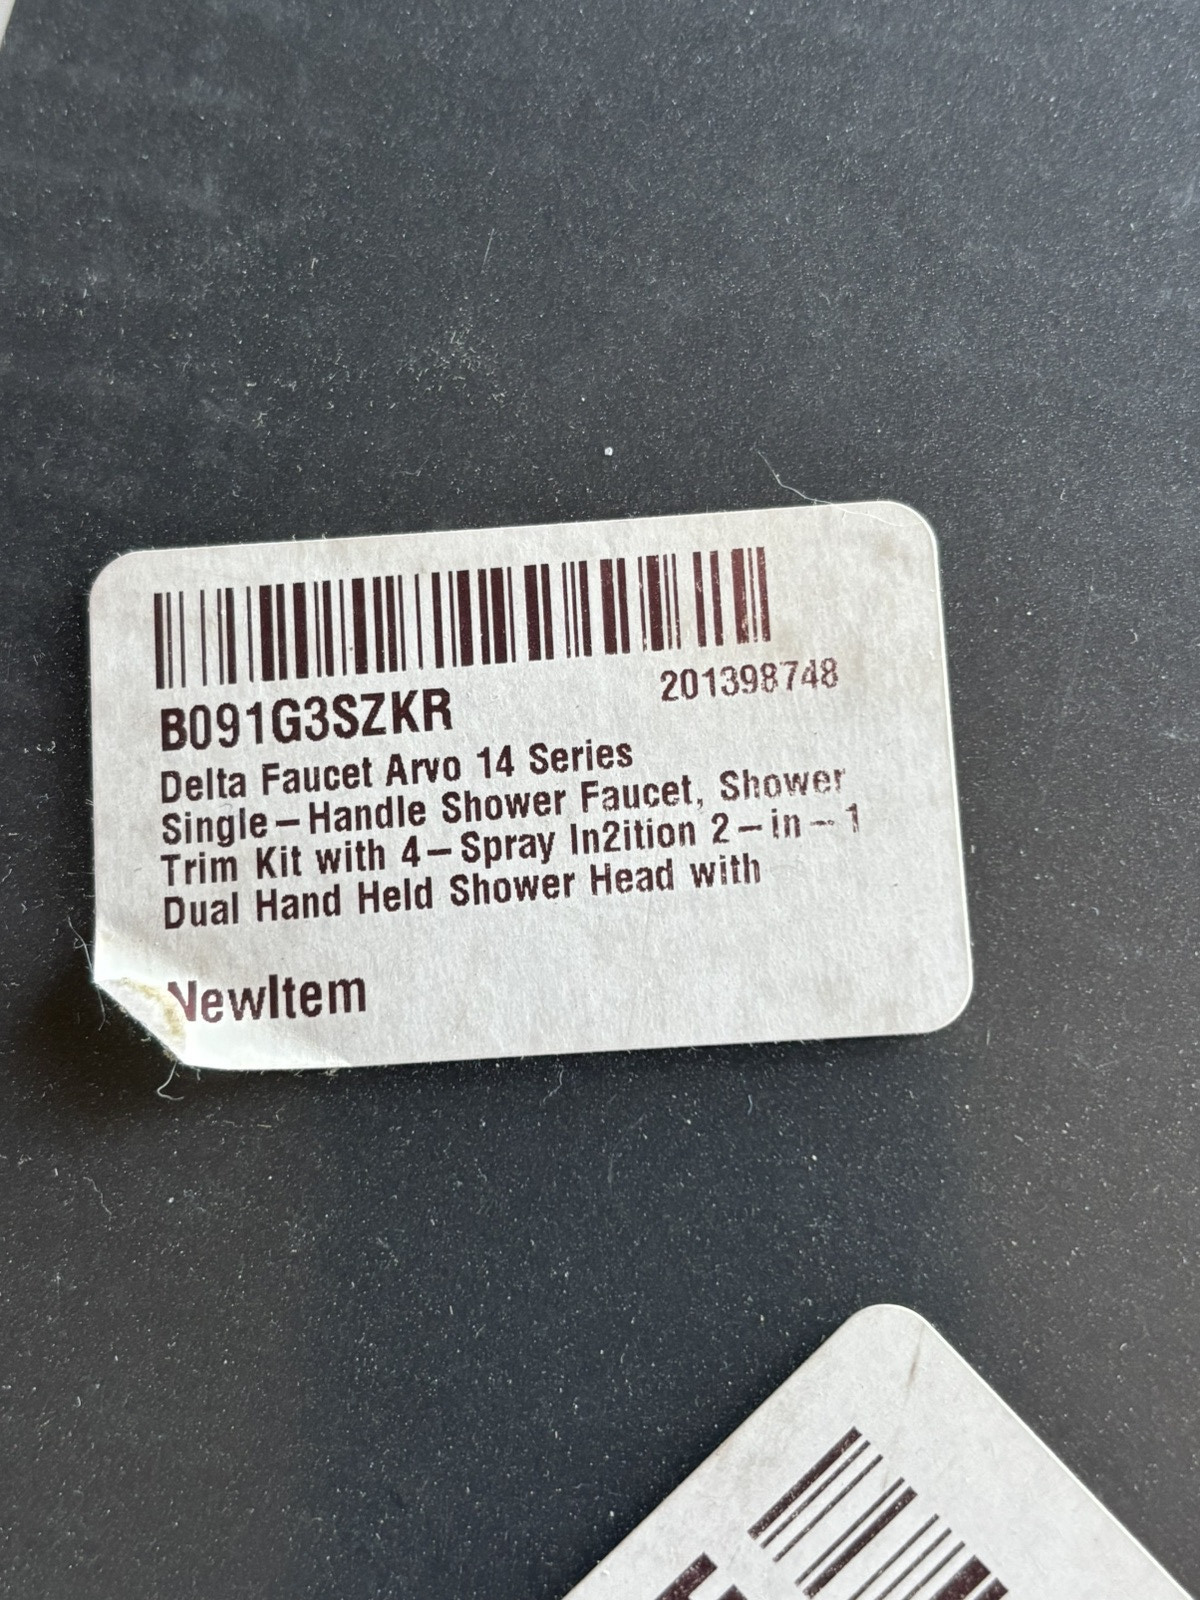 201398748
B091G3SZKR
Delta Faucet Arvo 14 Series
Single-Handle Shower Faucet, Shower
Trim Kit with 4-Spray In2ition 2-in-1
Dual Hand Held Shower Head with
NewItem